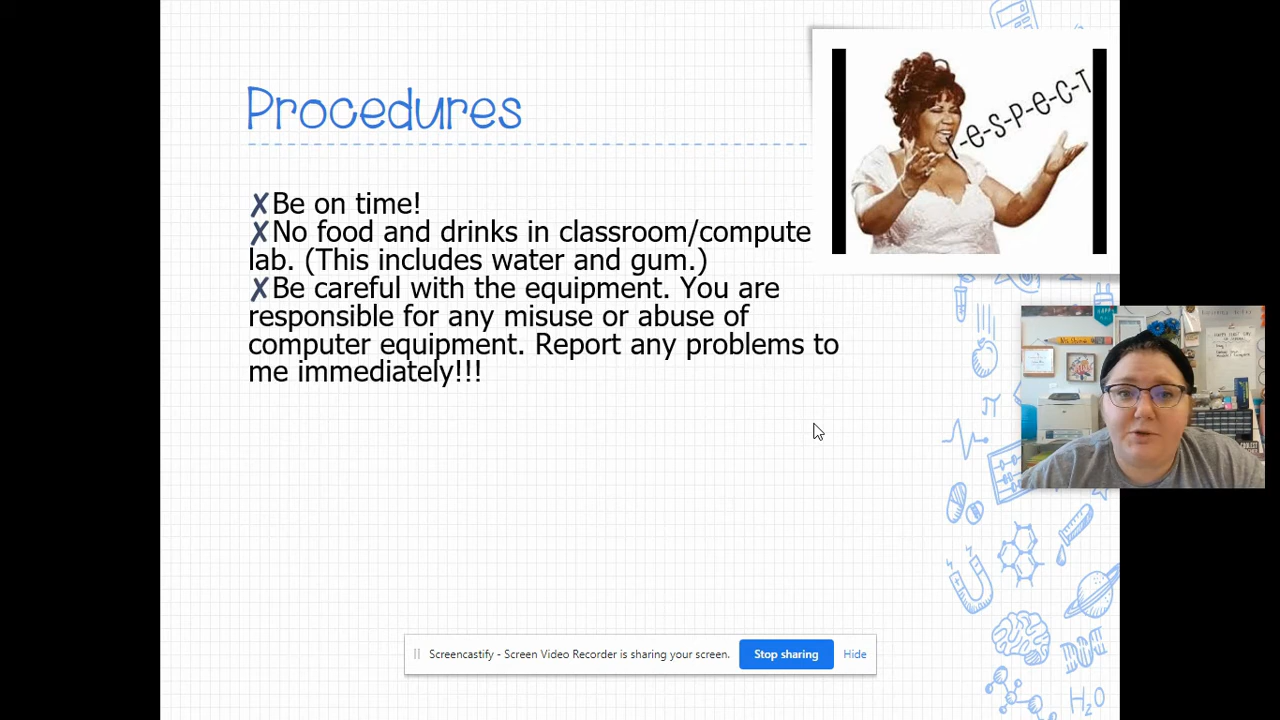 Procedures
r-e-s-P-e-C-T
✗Be on time!
✗No food and drinks in classroom/compute
lab. (This includes water and gum.)
✗Be careful with the equipment. You are
responsible for any misuse or abuse of
computer equipment. Report any problems to
me immediately!!!
π
H₂O
Screencastify - Screen Video Recorder is sharing your screen.
Stop sharing
Hide